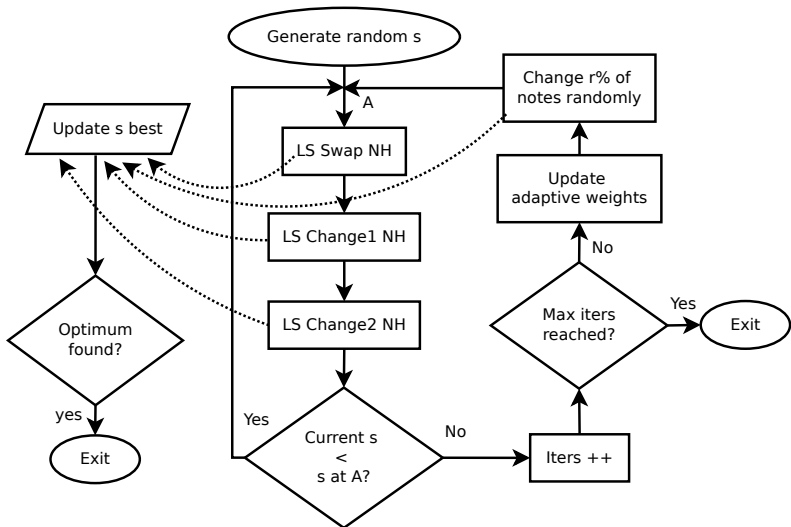 Generate random s
Change r% of
notes randomly
A
Update s best
LS Swap NH
Update
adaptive weights
LS Change1 NH
No
LS Change2 NH
Max iters
reached?
Yes
Exit
Optimum
found?
yes
Exit
Yes
Current s
<
s at A?
No
Iters ++